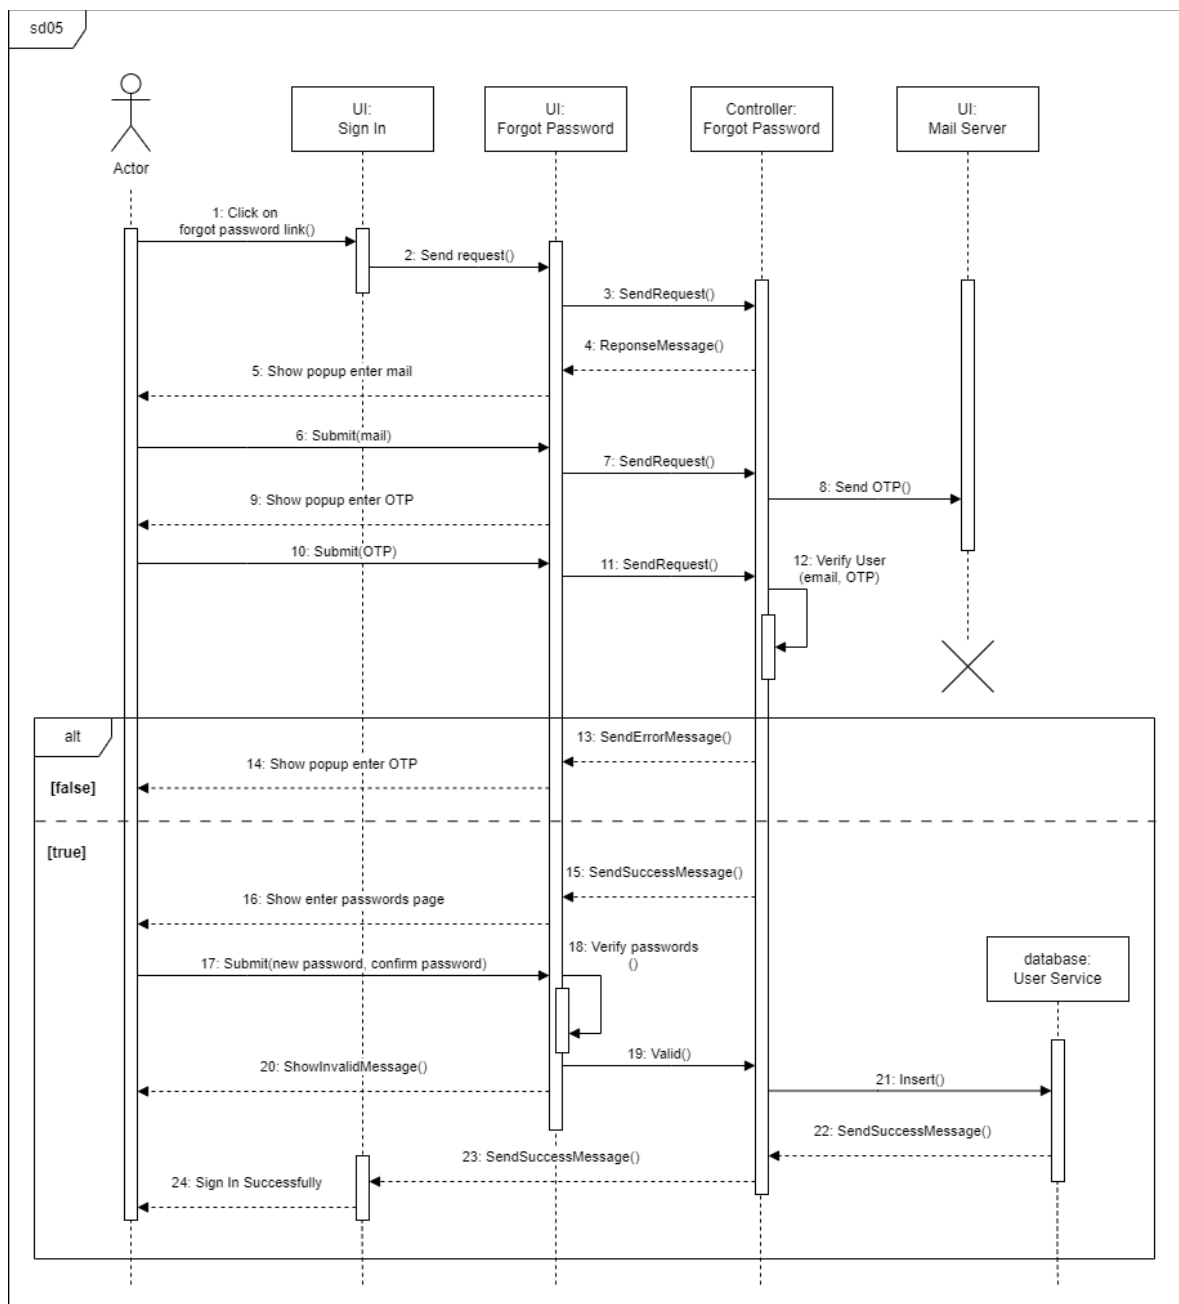 sd05
Actor
UI:
Sign In
UI:
Forgot Password
Controller:
Forgot Password
UI:
Mail Server
1: Click on
forgot password link()
2: Send request()
3: SendRequest()
4: ReponseMessage()
5: Show popup enter mail
6: Submit(mail)
7: SendRequest()
8: Send OTP()
9: Show popup enter OTP
10: Submit(OTP)
11: SendRequest()
12: Verify User
(email, OTP)
alt
13: SendErrorMessage()
14: Show popup enter OTP
[false]
[true]
15: SendSuccessMessage()
16: Show enter passwords page
17: Submit(new password, confirm password)
18: Verify passwords
()
database:
User Service
19: Valid()
20: ShowInvalidMessage()
21: Insert()
22: SendSuccessMessage()
23: SendSuccessMessage()
24: Sign In Successfully